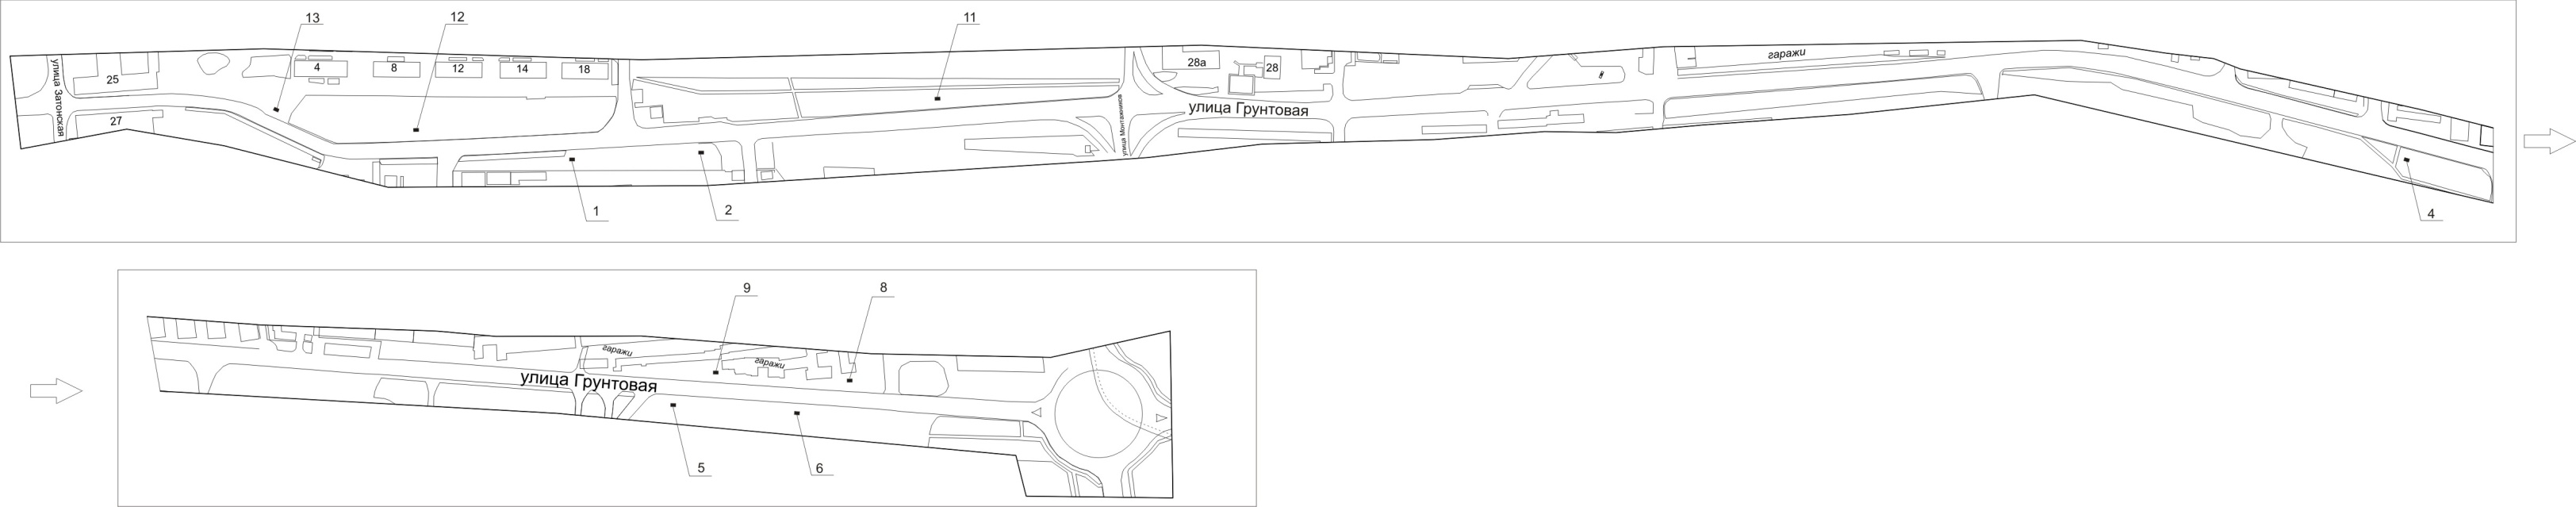 13
12
11
улица Затонская
25
4
8
12
14
18
28а
28
гаражи
улица Монтажников
улица Грунтовая
27
1
2
4
9
8
гаражи
гаражи
улица Грунтовая
5
6